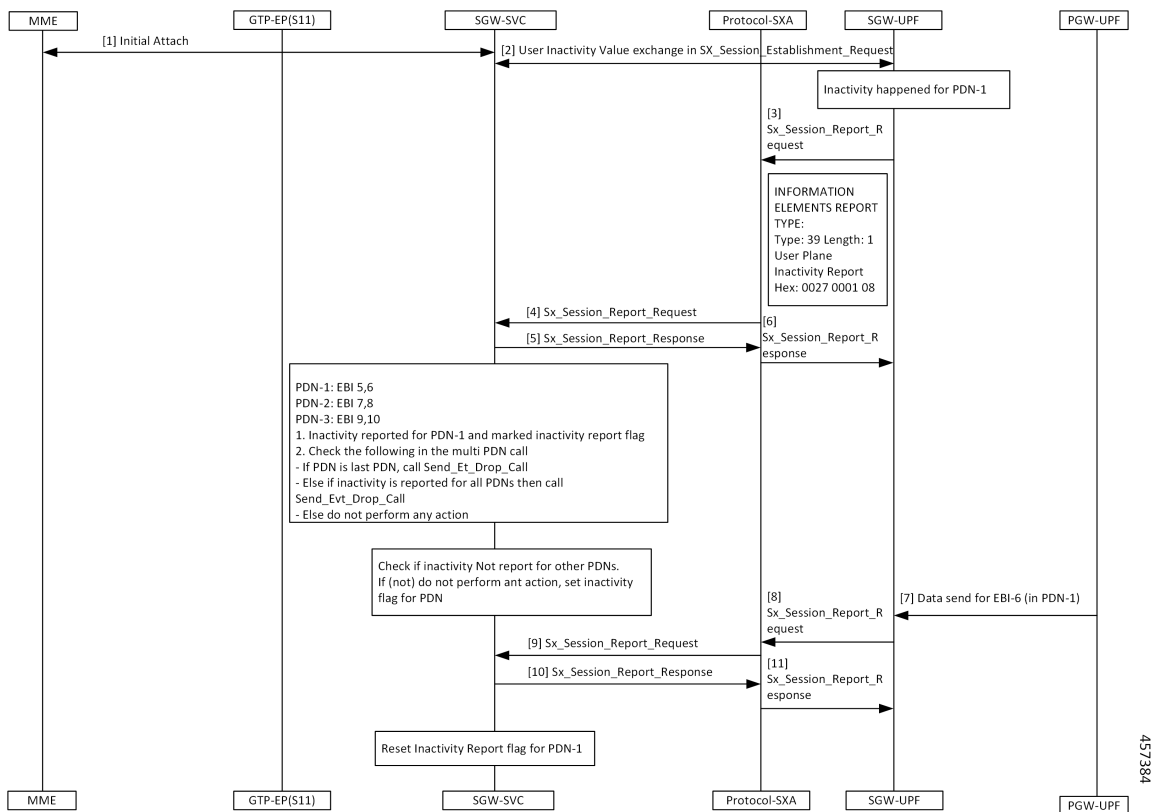 MME
GTP-EP(S11)
SGW-SVC
Protocol-SXA
SGW-UPF
PGW-UPF
[1] Initial Attach
[2] User Inactivity Value exchange in SX_Session_Establishment_Request
Inactivity happened for PDN-1
[3]
Sx_Session_Report_R
equest
INFORMATION
ELEMENTS REPORT
TYPE:
Type: 39 Length: 1
User Plane
Inactivity Report
Hex: 0027 0001 08
[4] Sx_Session_Report_Request
[5] Sx_Session_Report_Response
[6]
Sx_Session_Report_R
esponse
PDN-1: EBI 5,6
PDN-2: EBI 7,8
PDN-3: EBI 9,10
1. Inactivity reported for PDN-1 and marked inactivity report flag
2. Check the following in the multi PDN call
- If PDN is last PDN, call Send_Et_Drop_Call
- Else if inactivity is reported for all PDNs then call
Send_Evt_Drop_Call
- Else do not perform any action
Check if inactivity Not report for other PDNs.
If (not) do not perform ant action, set inactivity
flag for PDN
[7] Data send for EBI-6 (in PDN-1)
[8]
Sx_Session_Report_R
equest
[9] Sx_Session_Report_Request
[10] Sx_Session_Report_Response
[11]
Sx_Session_Report_R
esponse
Reset Inactivity Report flag for PDN-1
MME
GTP-EP(S11)
SGW-SVC
Protocol-SXA
SGW-UPF
PGW-UPF
457384